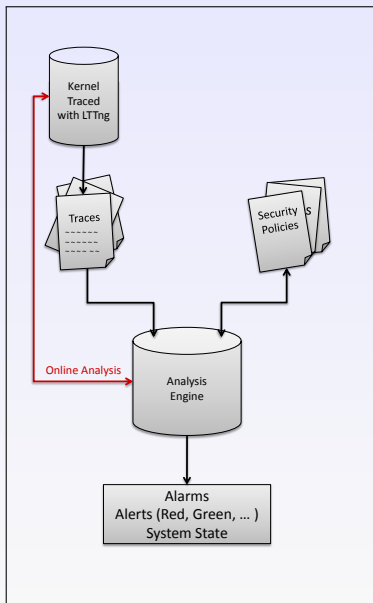 Kernel
Traced
with LTTng
Traces
Security
Policies
s
Online Analysis
Analysis
Engine
Alarms
Alerts (Red, Green, ... )
System State